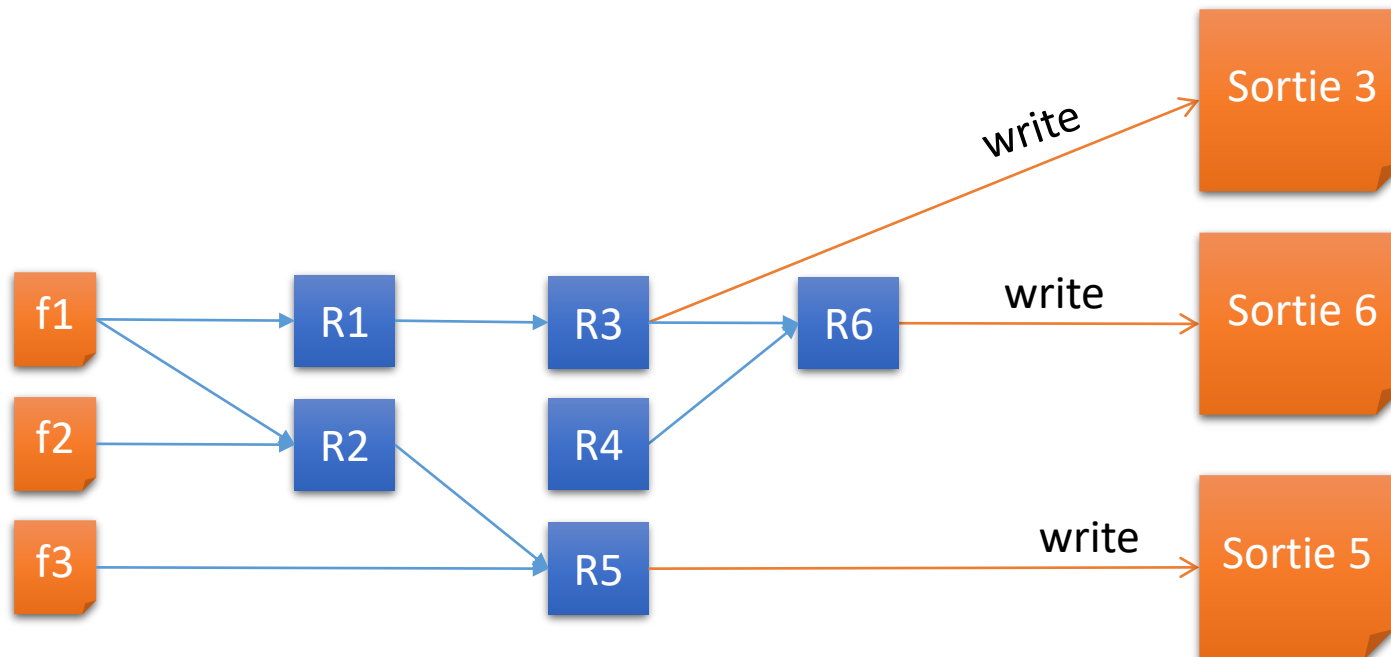 Sortie 3
write
f1
R1
R3
R6
write
Sortie 6
f2
R2
R4
f3
R5
write
Sortie 5